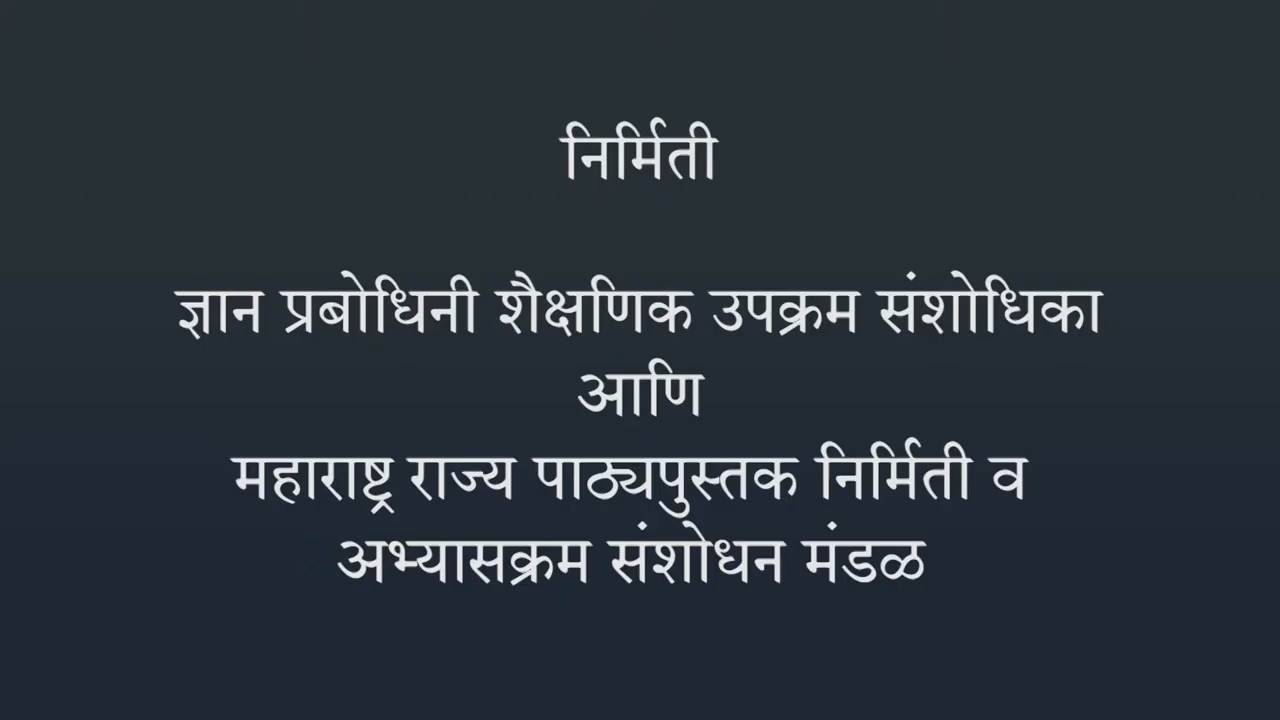 निर्मिती
ज्ञान प्रबोधिनी शैक्षणिक उपक्रम संशोधिका
आणि
महाराष्ट्र राज्य पाठ्यपुस्तक निर्मिती व
अभ्यासक्रम संशोधन मंडळ